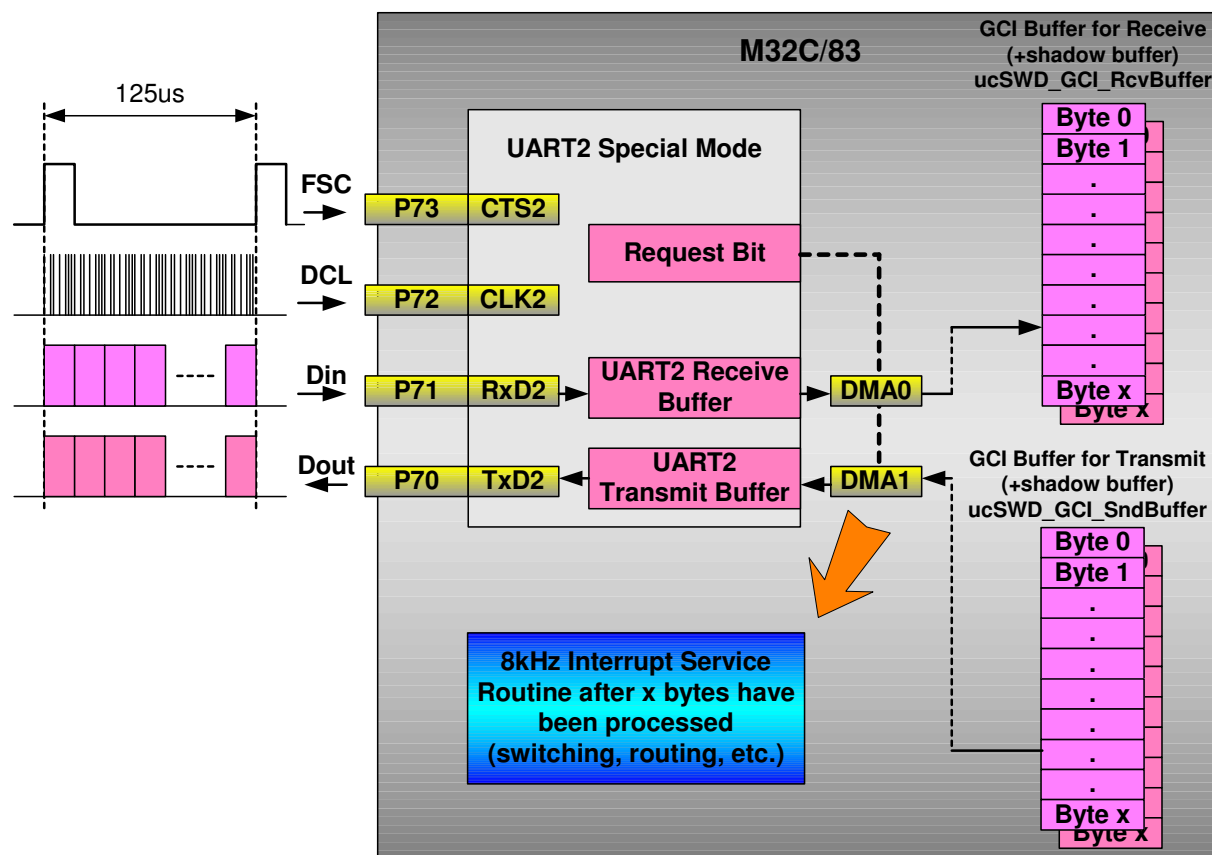 M32C/83
GCI Buffer for Receive
(+shadow buffer)
ucSWD_GCI_RcvBuffer
125us
UART2 Special Mode
FSC
P73
CTS2
Request Bit
DCL
P72
CLK2
Din
P71
RxD2
UART2 Receive
Buffer
DMA0
Dout
P70
TxD2
UART2
Transmit Buffer
DMA1
Byte 0
Byte 1
.
.
.
.
.
.
.
Byte x
Byte x
GCI Buffer for Transmit
(+shadow buffer)
ucSWD_GCI_SndBuffer
Byte 0
Byte 1
.
.
.
.
.
.
.
Byte x
Byte x
8kHz Interrupt Service
Routine after x bytes have
been processed
(switching, routing, etc.)